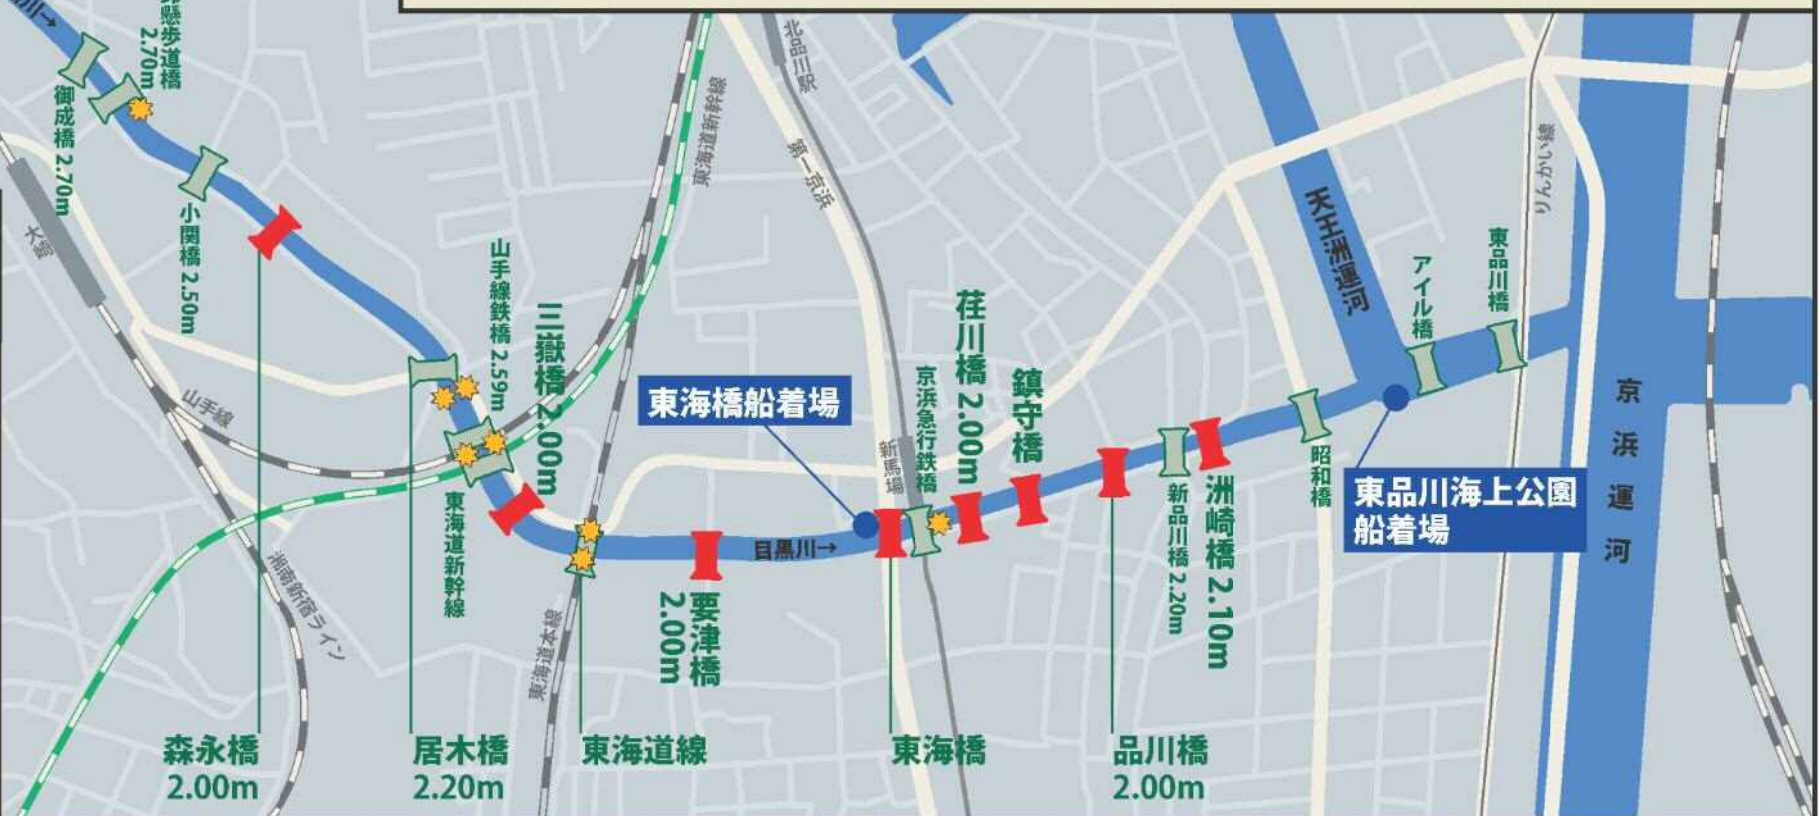 川→
懸歩道橋
2.70m
御成橋 2.70m
大崎
小関橋 2.50m
山手線
湘南新宿ライン
森永橋
2.00m
居木橋
2.20m
山手線鉄橋 2.59m
東海道新幹線
三嶽橋 2.00m
東海道新幹線
東海道本線
東海道線
要津橋
2.00m
目黒川→
北品川駅
第一京浜
東海橋船着場
新馬場
東海橋
京浜急行鉄橋
荏川橋 2.00m
鎮守橋
品川橋
2.00m
新品川橋 2.20m
洲崎橋 2.10m
昭和橋
天王洲運河
東品川海上公園
船着場
アイル橋
東品川橋
りんかい線
京浜運河